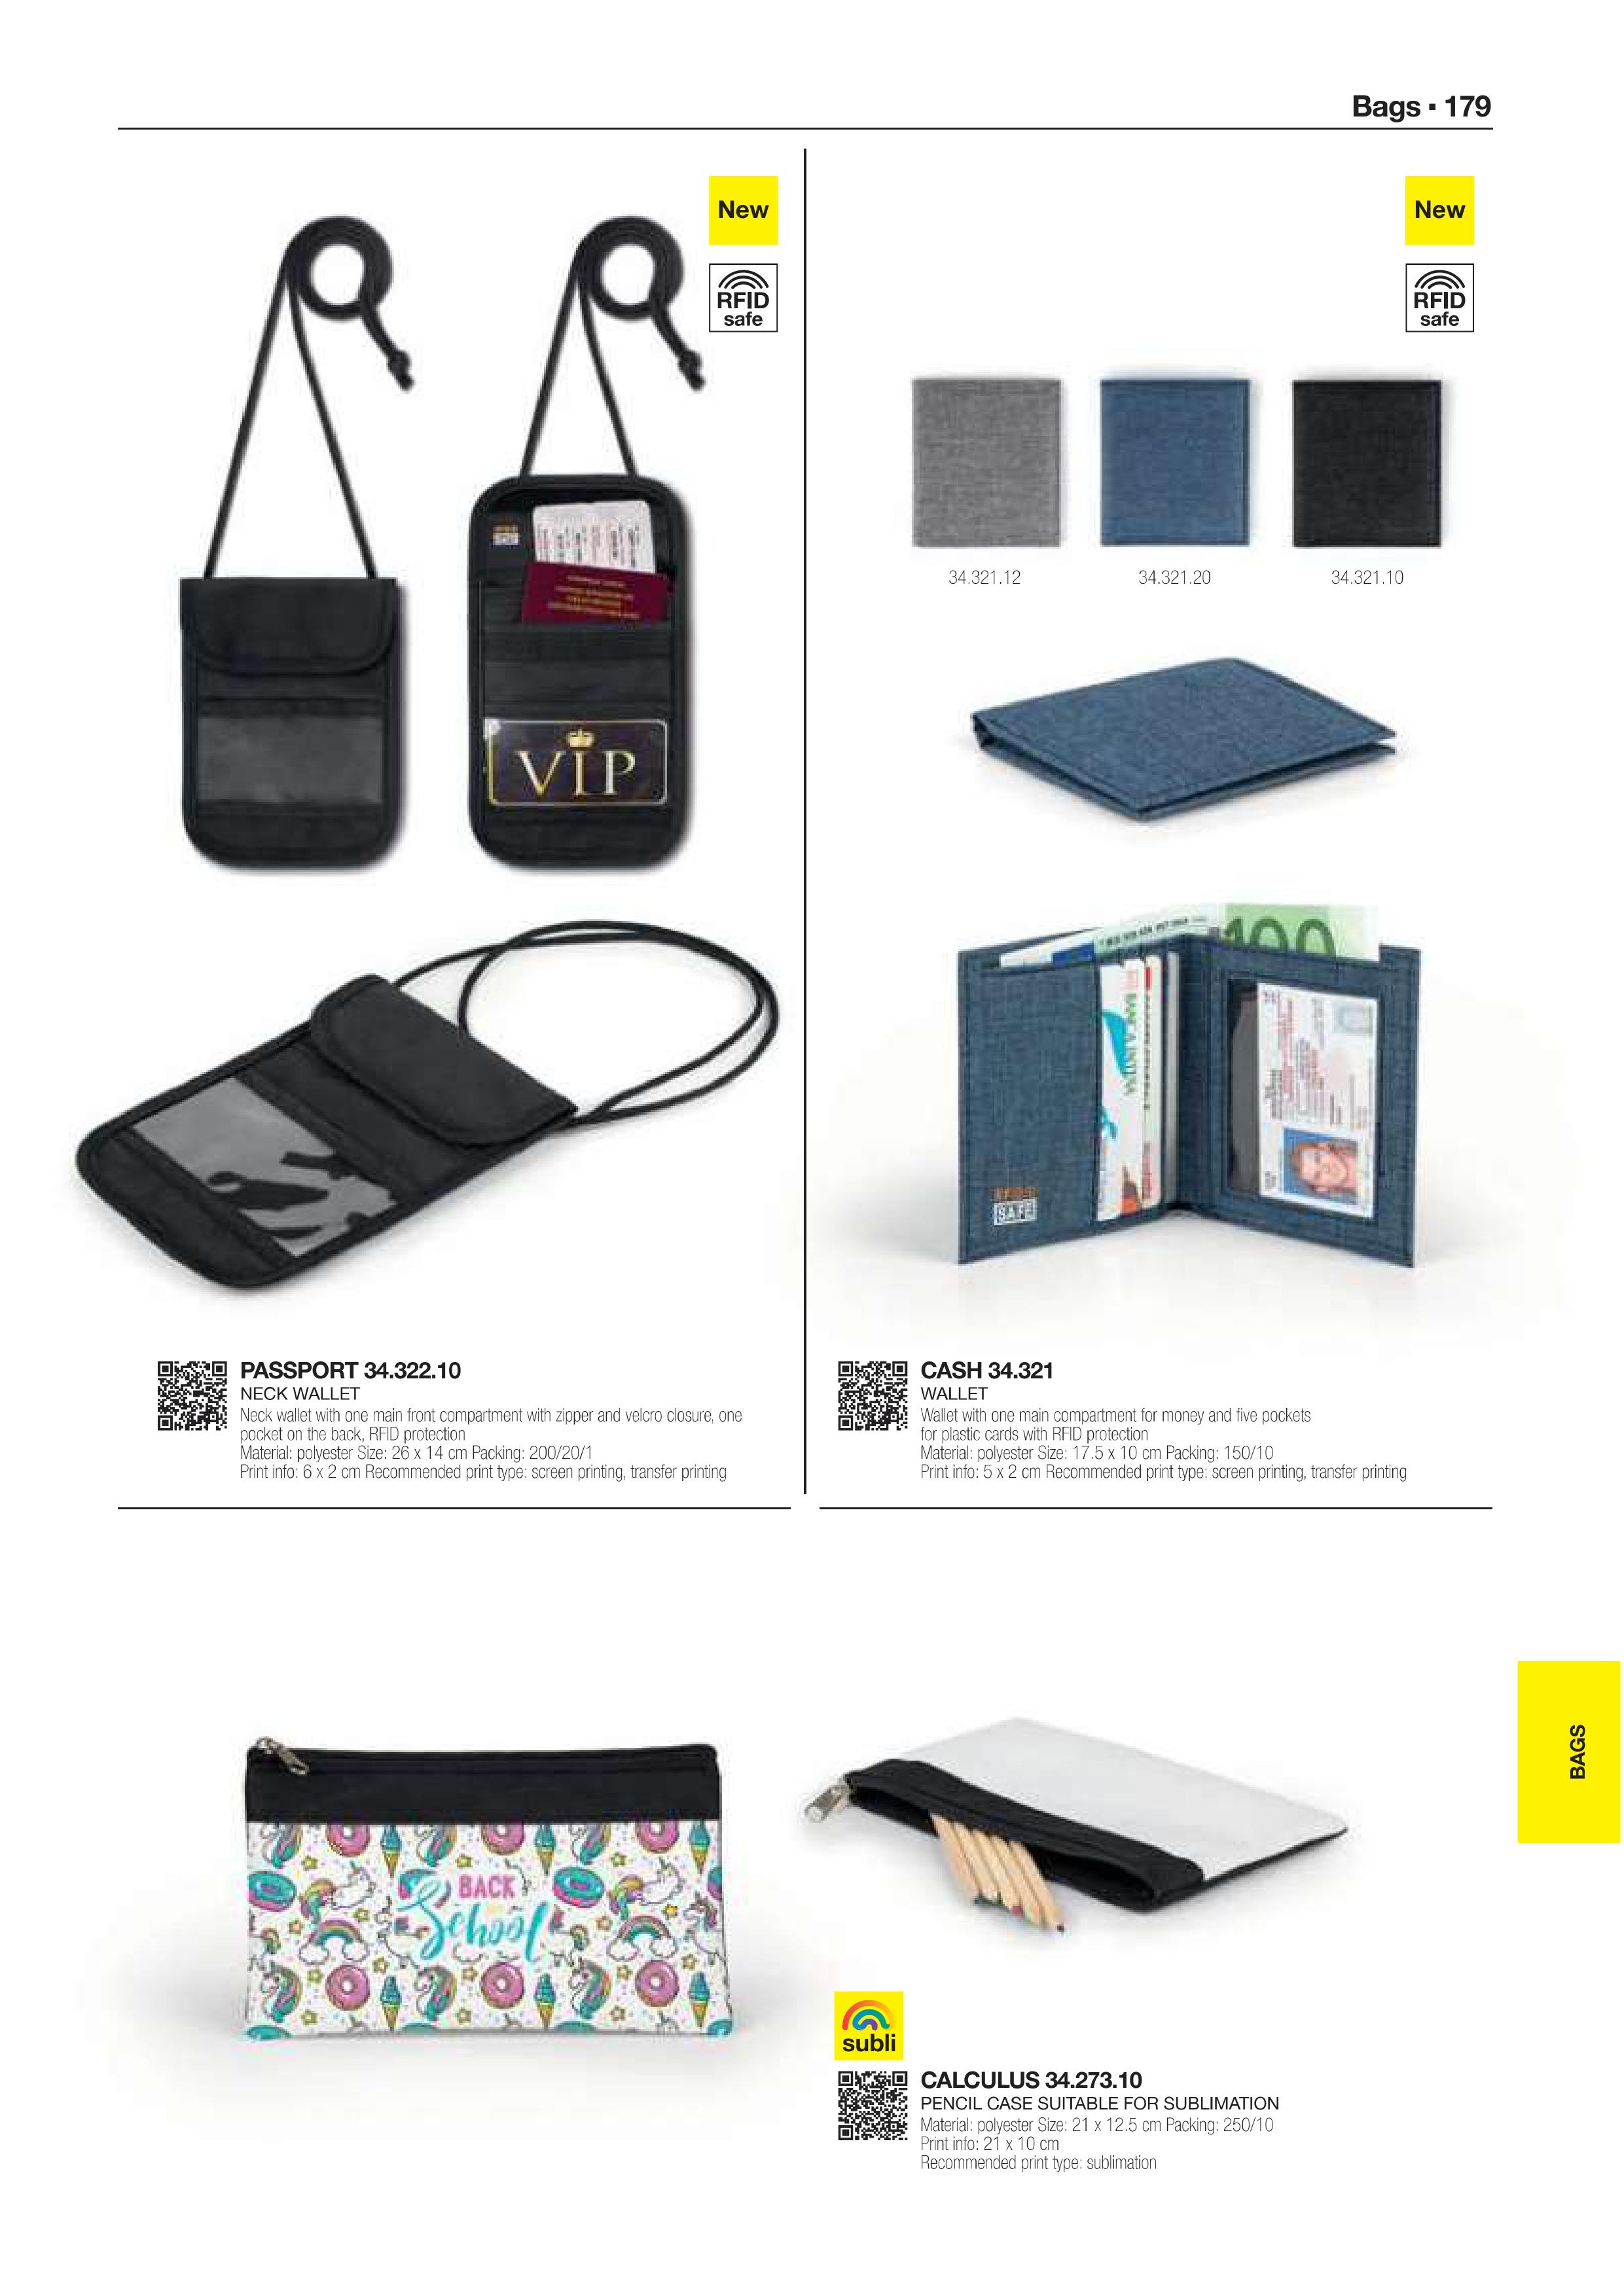 Bags ▪ 179
New
RFID
safe
VIP
New
RFID
safe
34.321.12
34.321.20
34.321.10
100
SAFE
PASSPORT 34.322.10
NECK WALLET
Neck wallet with one main front compartment with zipper and velcro closure, one
pocket on the back, RFID protection
Material: polyester Size: 26 x 14 cm Packing: 200/20/1
Print info: 6 x 2 cm Recommended print type: screen printing, transfer printing
CASH 34.321
WALLET
Wallet with one main compartment for money and five pockets
for plastic cards with RFID protection
Material: polyester Size: 17.5 x 10 cm Packing: 150/10
Print info: 5 x 2 cm Recommended print type: screen printing, transfer printing
BAGS
BACK
School
subli
CALCULUS 34.273.10
PENCIL CASE SUITABLE FOR SUBLIMATION
Material: polyester Size: 21 x 12.5 cm Packing: 250/10
Print info: 21 x 10 cm
Recommended print type: sublimation